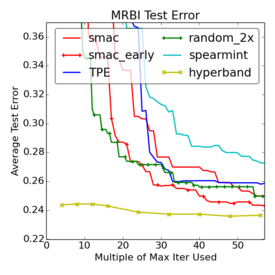 MRBI Test Error
smac
smac_early
TPE
random_2x
spearmint
hyperband
Average Test Error
0.36
0.34
0.32
0.30
0.28
0.26
0.24
0.22
0
10
20
30
40
50
Multiple of Max Iter Used